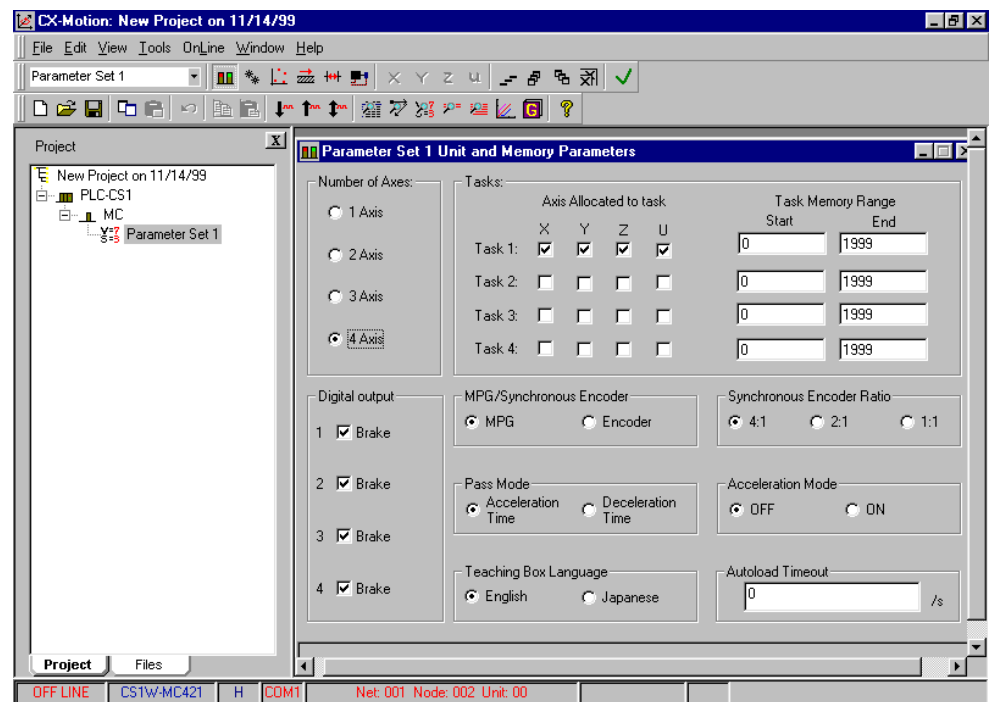 CX-Motion: New Project on 11/14/99
File Edit View Tools OnLine Window Help
Parameter Set 1
X Y Z U
G ?
Project
New Project on 11/14/99
PLC-CS1
MC
Parameter Set 1
Project Files
Parameter Set 1 Unit and Memory Parameters
Number of Axes:
1 Axis
2 Axis
3 Axis
4 Axis
Tasks:
Axis Allocated to task
Task Memory Range
X Y Z U Start End
Task 1: 0 1999
Task 2: 0 1999
Task 3: 0 1999
Task 4: 0 1999
Digital output
1 Brake
2 Brake
3 Brake
4 Brake
MPG/Synchronous Encoder
MPG Encoder
Synchronous Encoder Ratio
4:1 2:1 1:1
Pass Mode
Acceleration Time
Deceleration Time
Acceleration Mode
OFF ON
Teaching Box Language
English Japanese
Autoload Timeout
0 /s
OFF LINE CS1W-MC421 H COM1 Net: 001 Node: 002 Unit: 00